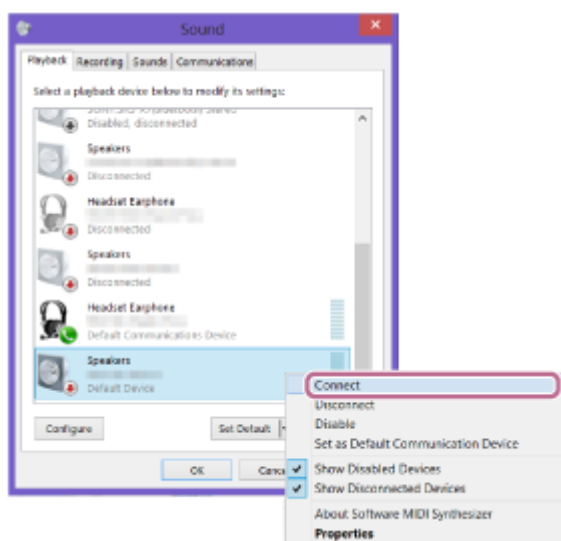 Sound
Playback Recording Sounds Communications
Select a playback device below to modify its settings:
Disabled, disconnected
Speakers
Disconnected
Headset Earphone
Disconnected
Speakers
Disconnected
Headset Earphone
Default Communications Device
Speakers
Default Device
Configure Set Default
OK
Connect
Disconnect
Disable
Set as Default Communication Device
Show Disabled Devices
Show Disconnected Devices
About Software MIDI Synthesizer
Properties